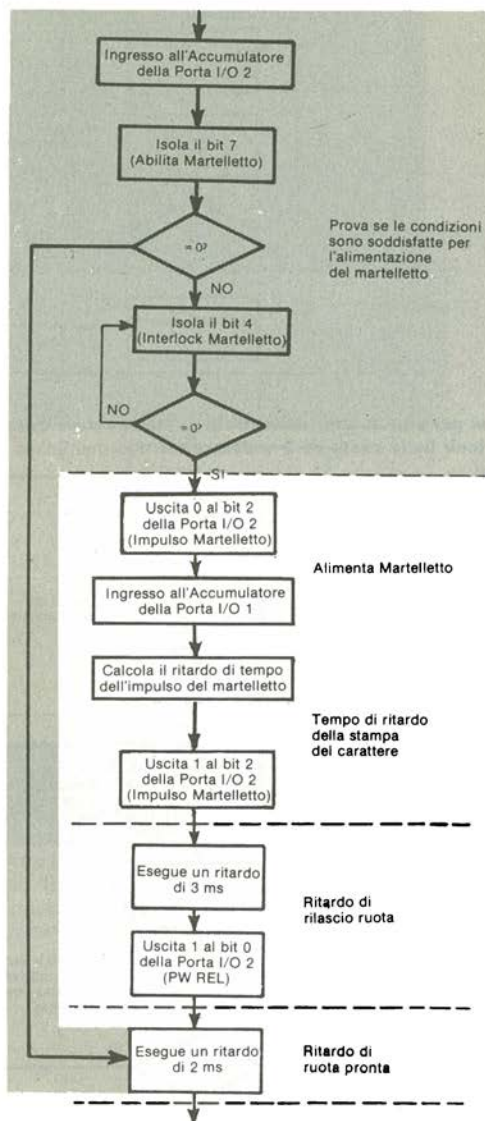 Ingresso all'Accumulatore
della Porta I/O 2
Isola il bit 7
(Abilita Martelletto)
= 0?
Prova se le condizioni
sono soddisfatte per
l'alimentazione
del martelletto
NO
Isola il bit 4
(Interlock Martelletto)
NO
= 0?
SI
Uscita 0 al bit 2
della Porta I/O 2
(Impulso Martelletto)
Alimenta Martelletto
Ingresso all'Accumulatore
della Porta I/O 1
Calcola il ritardo di tempo
dell'impulso del martelletto
Tempo di ritardo
della stampa
del carattere
Uscita 1 al bit 2
della Porta I/O 2
(Impulso Martelletto)
Esegue un ritardo
di 3 ms
Ritardo di
rilascio ruota
Uscita 1 al bit 0
della Porta I/O 2
(PW REL)
Esegue un ritardo
di 2 ms
Ritardo di
ruota pronta